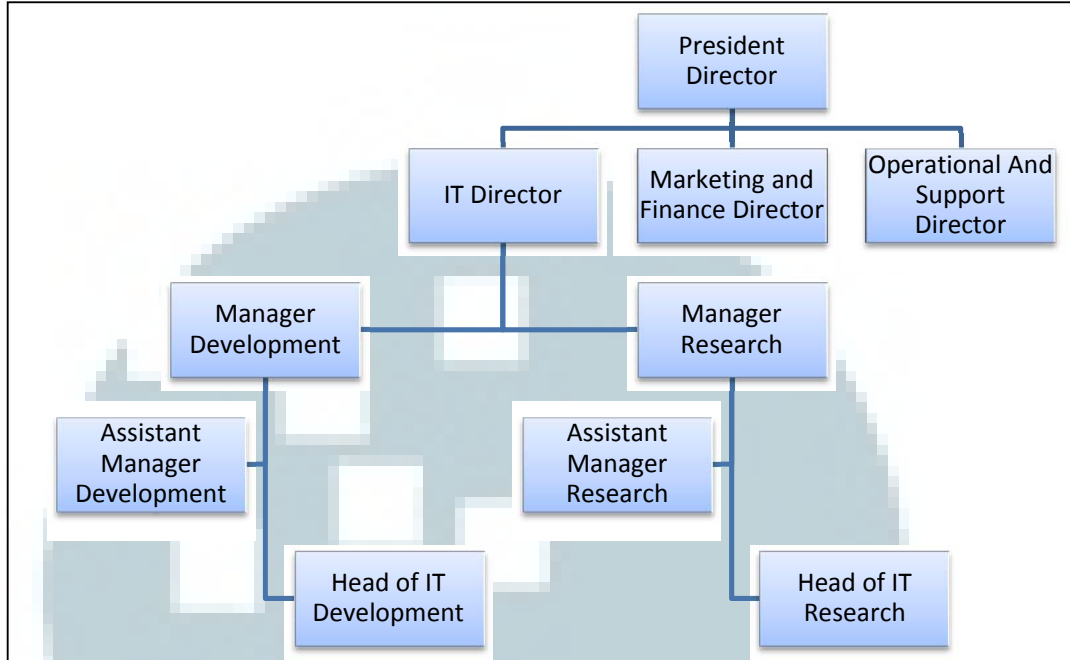 President
Director
IT Director
Marketing and
Finance Director
Operational And
Support
Director
Manager
Development
Manager
Research
Assistant
Manager
Development
Assistant
Manager
Research
Head of IT
Development
Head of IT
Research